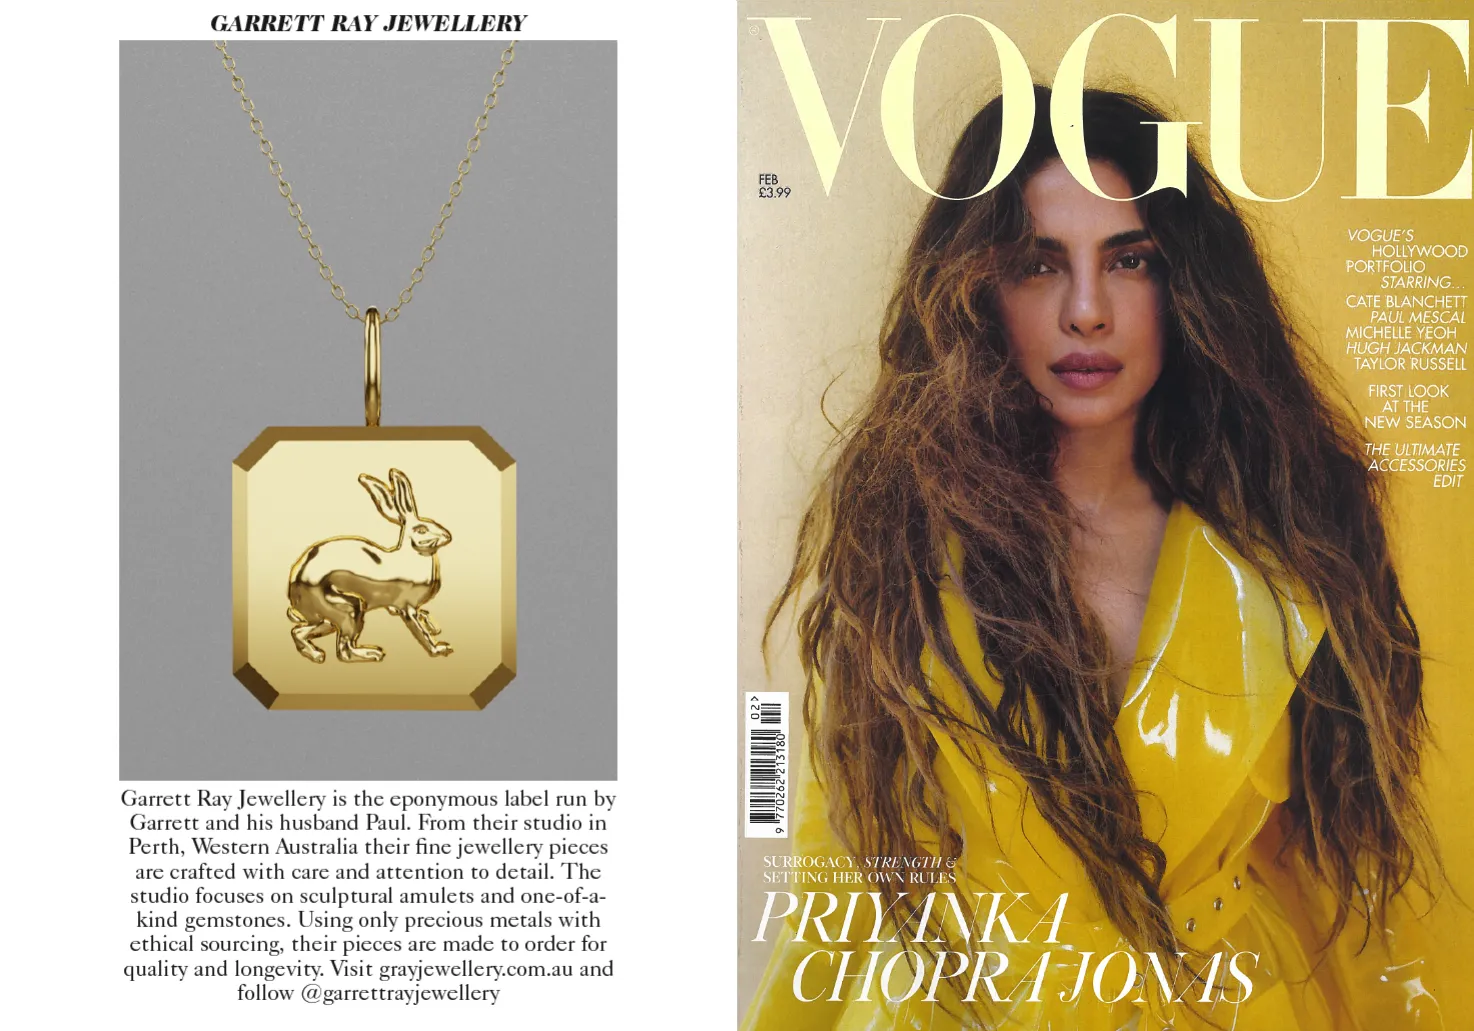 GARRETT RAY JEWELLERY
Garrett Ray Jewellery is the eponymous label run by
Garrett and his husband Paul. From their studio in
Perth, Western Australia their fine jewellery pieces
are crafted with care and attention to detail. The
studio focuses on sculptural amulets and one-of-a-
kind gemstones. Using only precious metals with
ethical sourcing, their pieces are made to order for
quality and longevity. Visit grayjewellery.com.au and
follow @garrettrayjewellery
VOGUE
FEB
£3.99
VOGUE'S
HOLLYWOOD
PORTFOLIO
STARRING...
CATE BLANCHETT
PAUL MESCAL
MICHELLE YEOH
HUGH JACKMAN
TAYLOR RUSSELL
FIRST LOOK
AT THE
NEW SEASON
THE ULTIMATE
ACCESSORIES
EDIT
02>
9 770262 213180
SURROGACY, STRENGTH &
SETTING HER OWN RULES
PRIYANKA
CHOPRA JONAS